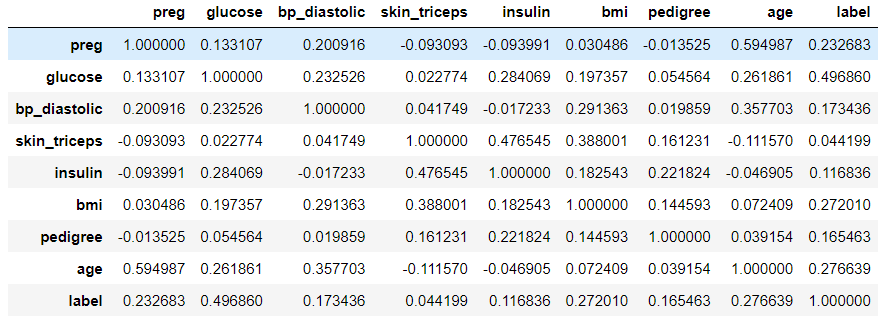 preg glucose bp_diastolic skin_triceps insulin bmi pedigree age label
preg 1.000000 0.133107 0.200916 -0.093093 -0.093991 0.030486 -0.013525 0.594987 0.232683
glucose 0.133107 1.000000 0.232526 0.022774 0.284069 0.197357 0.054564 0.261861 0.496860
bp_diastolic 0.200916 0.232526 1.000000 0.041749 -0.017233 0.291363 0.019859 0.357703 0.173436
skin_triceps -0.093093 0.022774 0.041749 1.000000 0.476545 0.388001 0.161231 -0.111570 0.044199
insulin -0.093991 0.284069 -0.017233 0.476545 1.000000 0.182543 0.221824 -0.046905 0.116836
bmi 0.030486 0.197357 0.291363 0.388001 0.182543 1.000000 0.144593 0.072409 0.272010
pedigree -0.013525 0.054564 0.019859 0.161231 0.221824 0.144593 1.000000 0.039154 0.165463
age 0.594987 0.261861 0.357703 -0.111570 -0.046905 0.072409 0.039154 1.000000 0.276639
label 0.232683 0.496860 0.173436 0.044199 0.116836 0.272010 0.165463 0.276639 1.000000